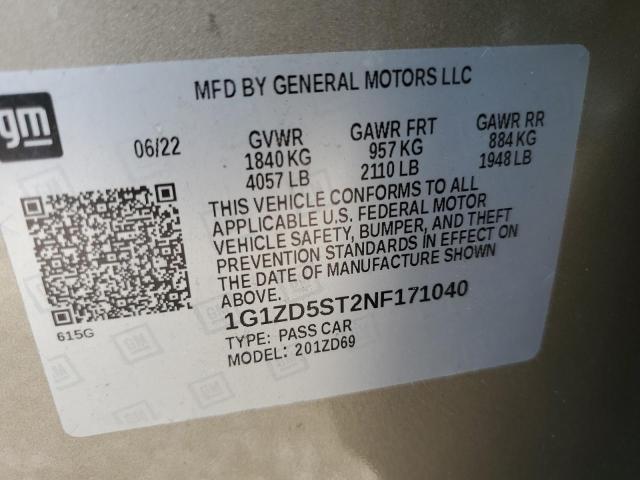 MFD BY GENERAL MOTORS LLC
gm
06/22
GVWR
1840 KG
4057 LB
GAWR FRT
957 KG
2110 LB
GAWR RR
884 KG
1948 LB
THIS VEHICLE CONFORMS TO ALL
APPLICABLE U.S. FEDERAL MOTOR
VEHICLE SAFETY, BUMPER, AND THEFT
PREVENTION STANDARDS IN EFFECT ON
THE DATE OF MANUFACTURE SHOWN
ABOVE.
1G1ZD5ST2NF171040
615G
TYPE: PASS CAR
MODEL: 201ZD69